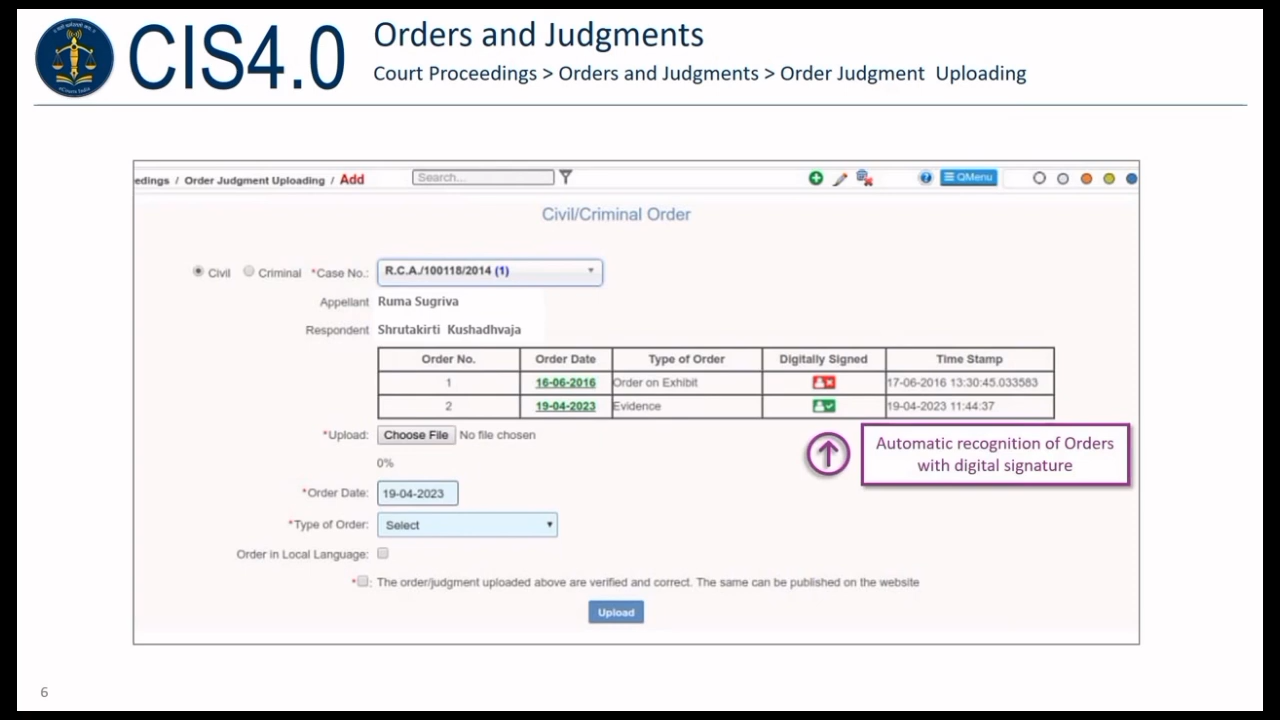 CIS4.0
Orders and Judgments
Court Proceedings > Orders and Judgments > Order Judgment Uploading
edings / Order Judgment Uploading / Add
Search...
QMenu
Civil/Criminal Order
Civil Criminal *Case No.: R.C.A./100118/2014 (1)
Appellant Ruma Sugriva
Respondent Shrutakirti Kushadhvaja
Order No. Order Date Type of Order Digitally Signed Time Stamp
1 16-06-2016 Order on Exhibit 17-06-2016 13:30:45.033583
2 19-04-2023 Evidence 19-04-2023 11:44:37
*Upload: Choose File No file chosen
0%
Automatic recognition of Orders
with digital signature
*Order Date: 19-04-2023
*Type of Order: Select
Order in Local Language:
*: The order/judgment uploaded above are verified and correct. The same can be published on the website
Upload
6